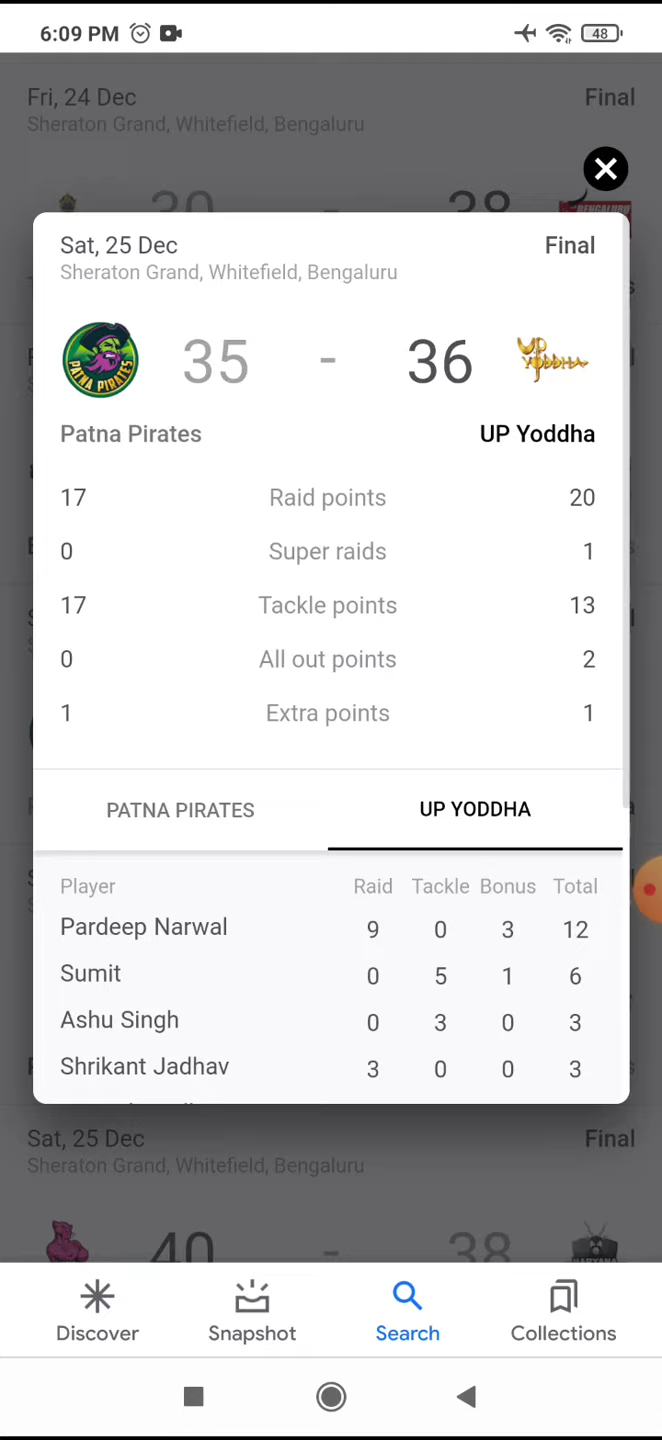 6:09 PM 48
Fri, 24 Dec Final
Sheraton Grand, Whitefield, Bengaluru
Sat, 25 Dec Final
Sheraton Grand, Whitefield, Bengaluru
PATNA PIRATES 35 - 36 UP YODDHA
Patna Pirates UP Yoddha
17 Raid points 20
0 Super raids 1
17 Tackle points 13
0 All out points 2
1 Extra points 1
PATNA PIRATES UP YODDHA
Player Raid Tackle Bonus Total
Pardeep Narwal 9 0 3 12
Sumit 0 5 1 6
Ashu Singh 0 3 0 3
Shrikant Jadhav 3 0 0 3
Sat, 25 Dec Final
Sheraton Grand, Whitefield, Bengaluru
40 - 38
Discover Snapshot Search Collections